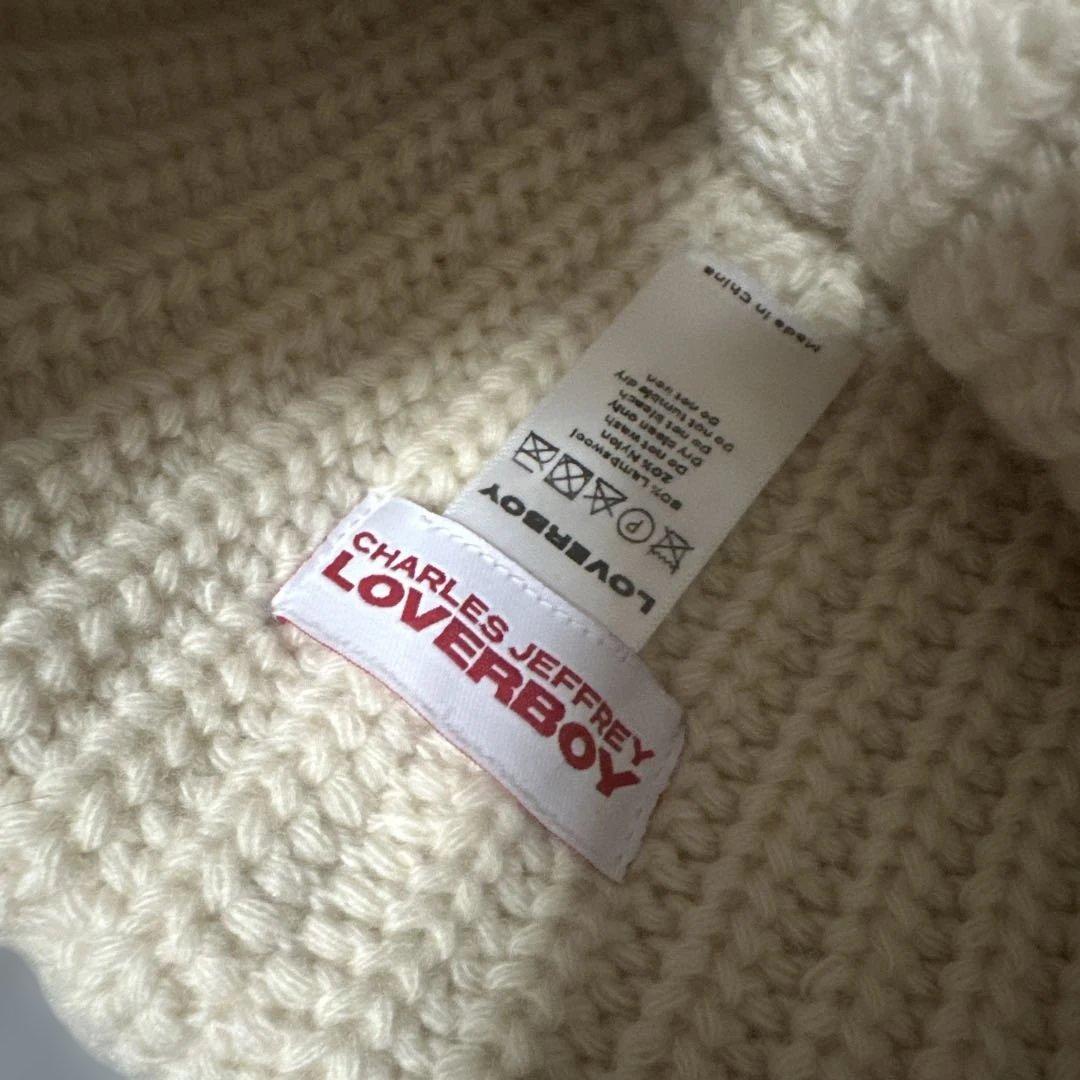 CHARLES JEFFREY
LOVERBOY
LOVERBOY
80% Lambswool
20% Nylon
Do not wash
Dry clean only
Do not bleach
Do not tumble dry
Do not iron
Made in China